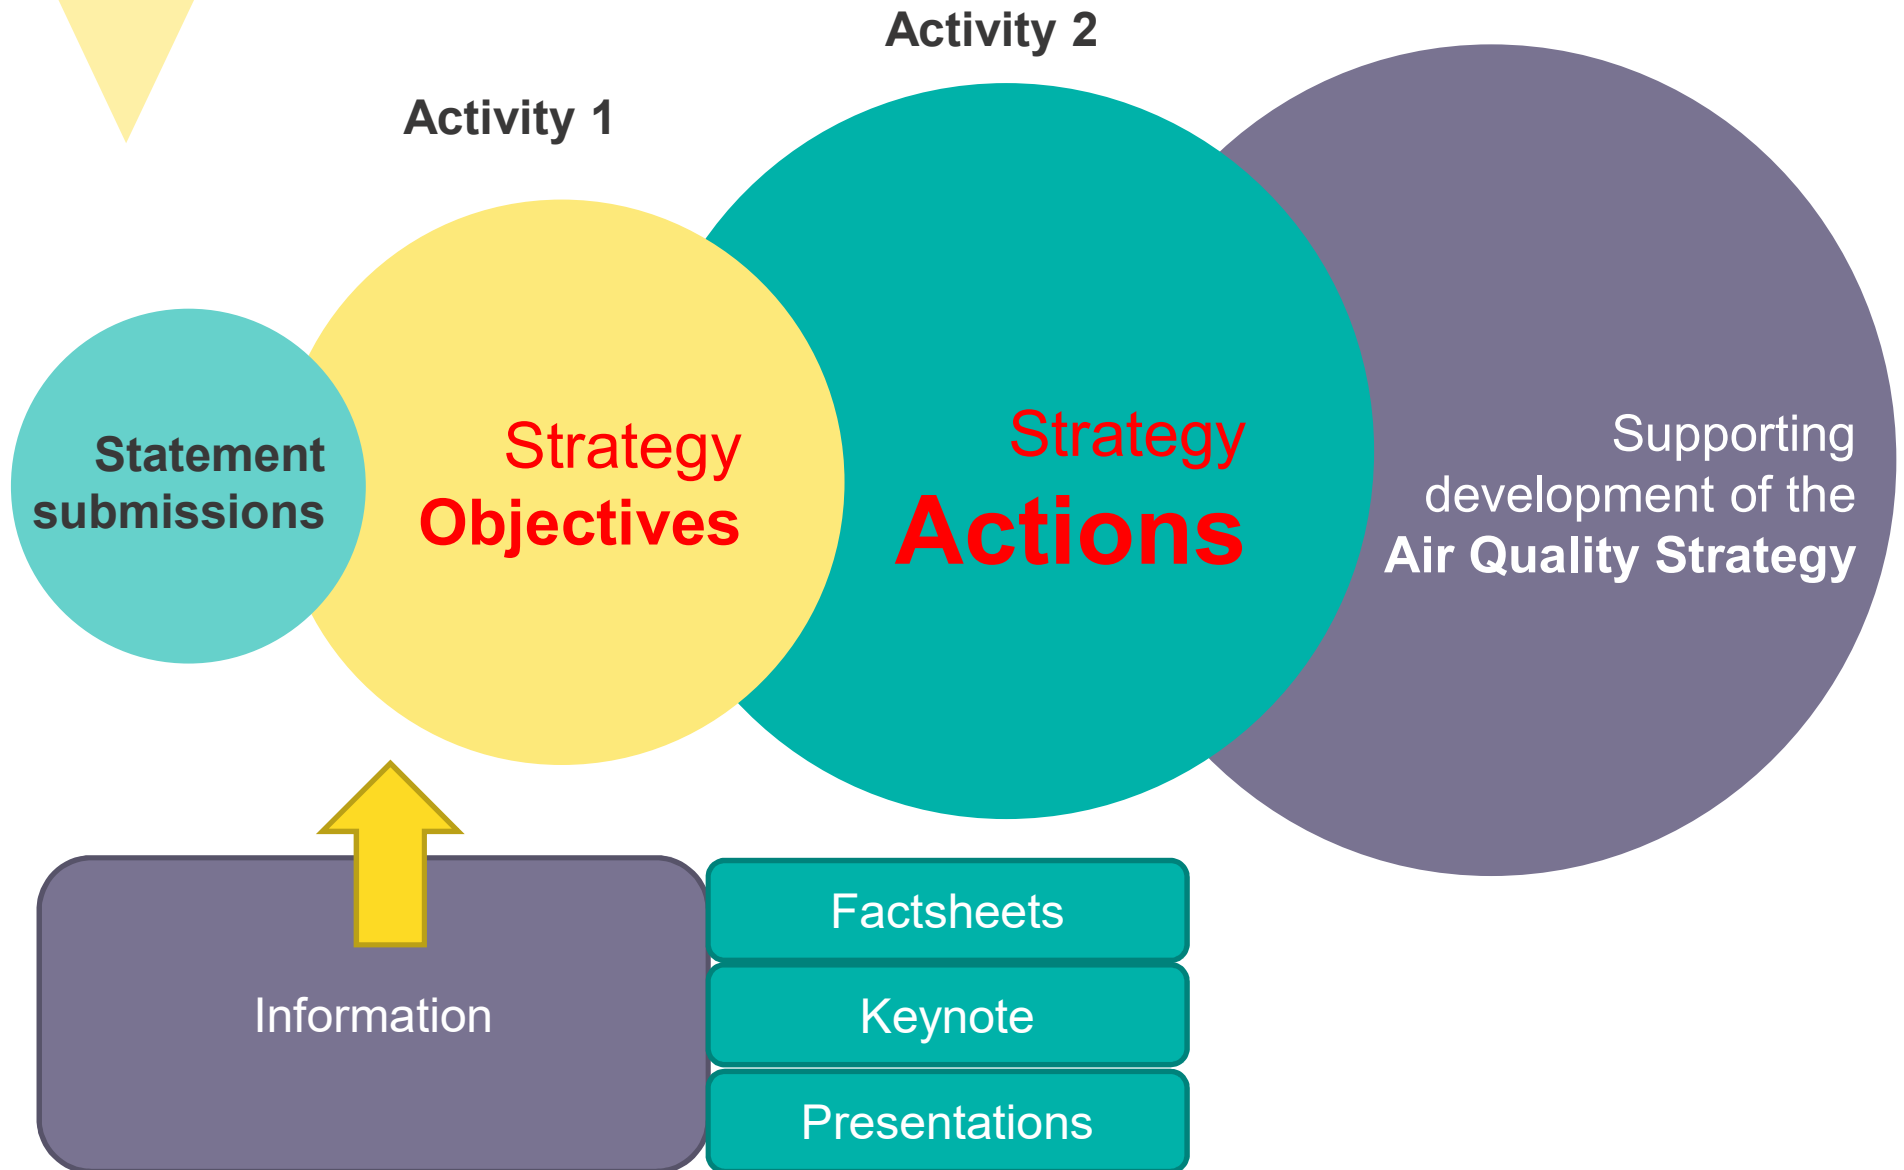 Activity 2
Activity 1
Statement
submissions
Strategy
Objectives
Strategy
Actions
Supporting
development of the
Air Quality Strategy
Information
Factsheets
Keynote
Presentations